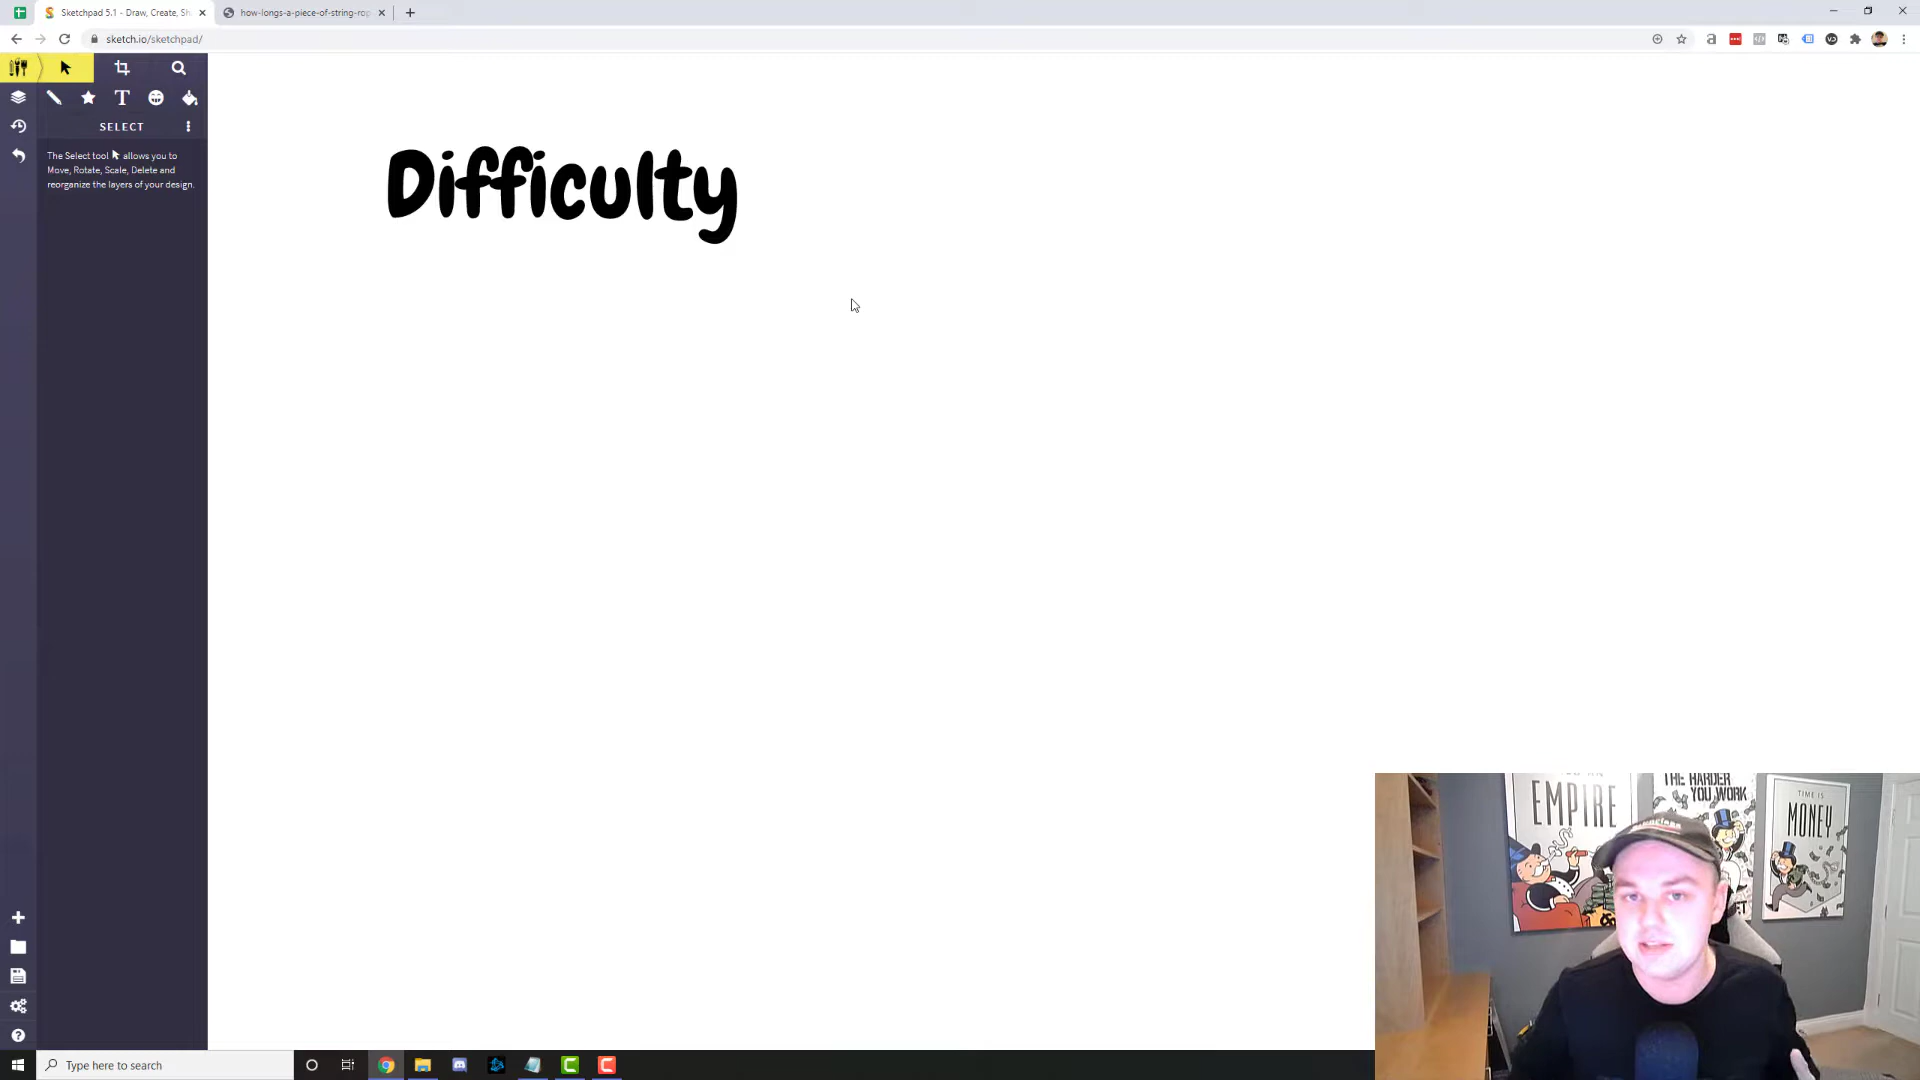 Sketchpad 5.1 - Draw, Create, Sh
how-longs-a-piece-of-string-rop
sketch.io/sketchpad/
T
SELECT
The Select tool allows you to
Move, Rotate, Scale, Delete and
reorganize the layers of your design.
Difficulty
EMPIRE
THE HARDER
YOU WORK
TIME IS
MONEY
Type here to search